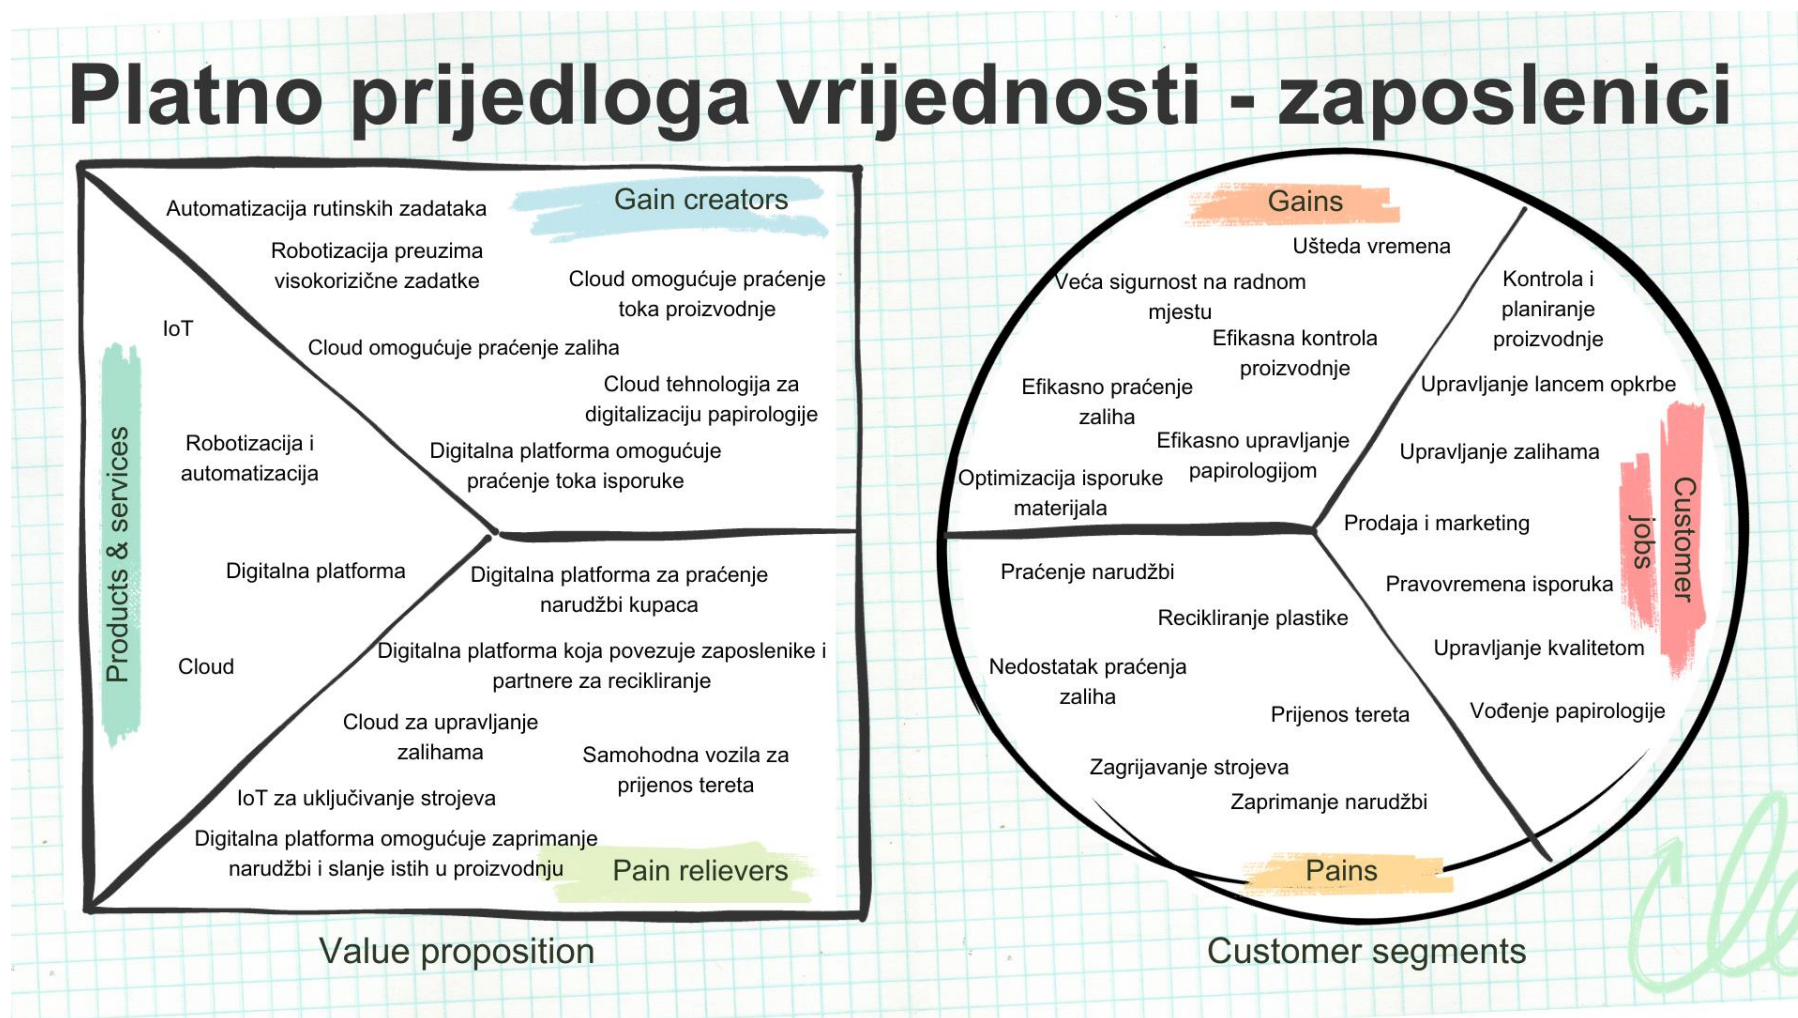 Platno prijedloga vrijednosti - zaposlenici
Gain creators
Automatizacija rutinskih zadataka
Robotizacija preuzima
visokorizične zadatke
Cloud omogućuje praćenje
toka proizvodnje
Cloud omogućuje praćenje zaliha
Cloud tehnologija za
digitalizaciju papirologije
Digitalna platforma omogućuje
praćenje toka isporuke
Products & services
IoT
Robotizacija i
automatizacija
Digitalna platforma
Cloud
Digitalna platforma za praćenje
narudžbi kupaca
Digitalna platforma koja povezuje zaposlenike i
partnere za recikliranje
Cloud za upravljanje
zalihama
Samohodna vozila za
prijenos tereta
IoT za uključivanje strojeva
Digitalna platforma omogućuje zaprimanje
narudžbi i slanje istih u proizvodnju
Pain relievers
Value proposition
Gains
Ušteda vremena
Veća sigurnost na radnom
mjestu
Efikasna kontrola
proizvodnje
Efikasno praćenje
zaliha
Efikasno upravljanje
papirologijom
Optimizacija isporuke
materijala
Kontrola i
planiranje
proizvodnje
Upravljanje lancem opkrbe
Upravljanje zalihama
Prodaja i marketing
Pravovremena isporuka
Upravljanje kvalitetom
Vođenje papirologije
Customer
jobs
Praćenje narudžbi
Recikliranje plastike
Nedostatak praćenja
zaliha
Prijenos tereta
Zagrijavanje strojeva
Zaprimanje narudžbi
Pains
Customer segments